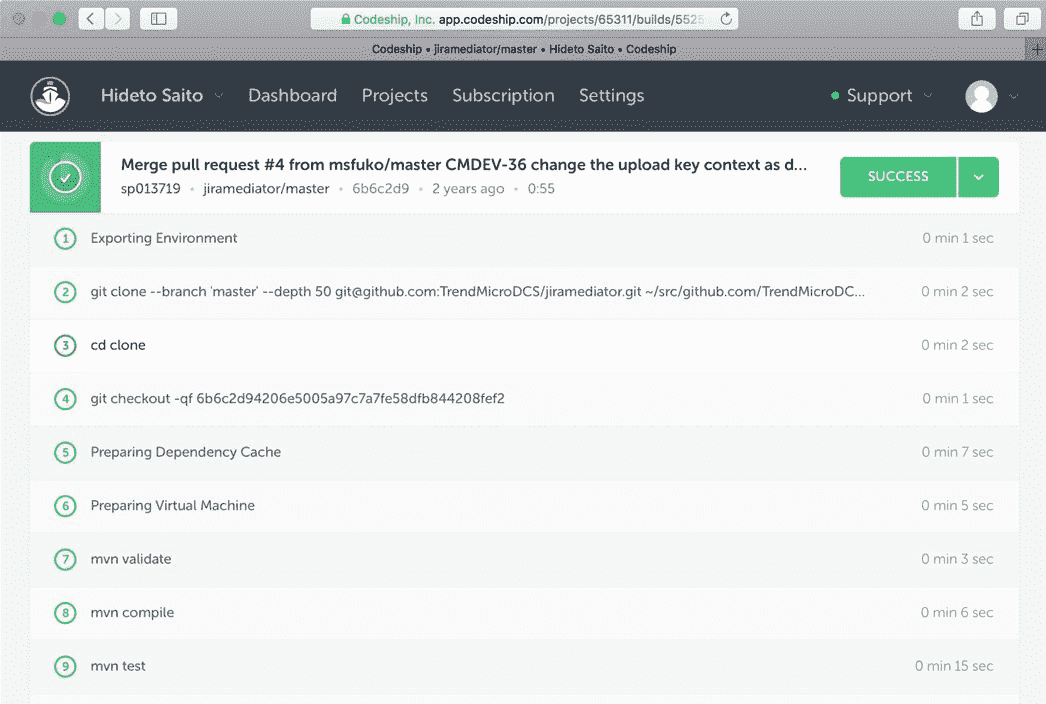 Codeship, Inc. app.codeship.com/projects/65311/builds/5525
Codeship • jiramediator/master • Hideto Saito • Codeship
Hideto Saito Dashboard Projects Subscription Settings Support
Merge pull request #4 from msfuko/master CMDEV-36 change the upload key context as d...
SUCCESS
sp013719 • jiramediator/master • 6b6c2d9 • 2 years ago • 0:55
1 Exporting Environment 0 min 1 sec
2 git clone --branch 'master' --depth 50 git@github.com:TrendMicroDCS/jiramediator.git ~/src/github.com/TrendMicroDC... 0 min 2 sec
3 cd clone 0 min 2 sec
4 git checkout -qf 6b6c2d94206e5005a97c7a7fe58dfb844208fef2 0 min 1 sec
5 Preparing Dependency Cache 0 min 7 sec
6 Preparing Virtual Machine 0 min 5 sec
7 mvn validate 0 min 3 sec
8 mvn compile 0 min 6 sec
9 mvn test 0 min 15 sec